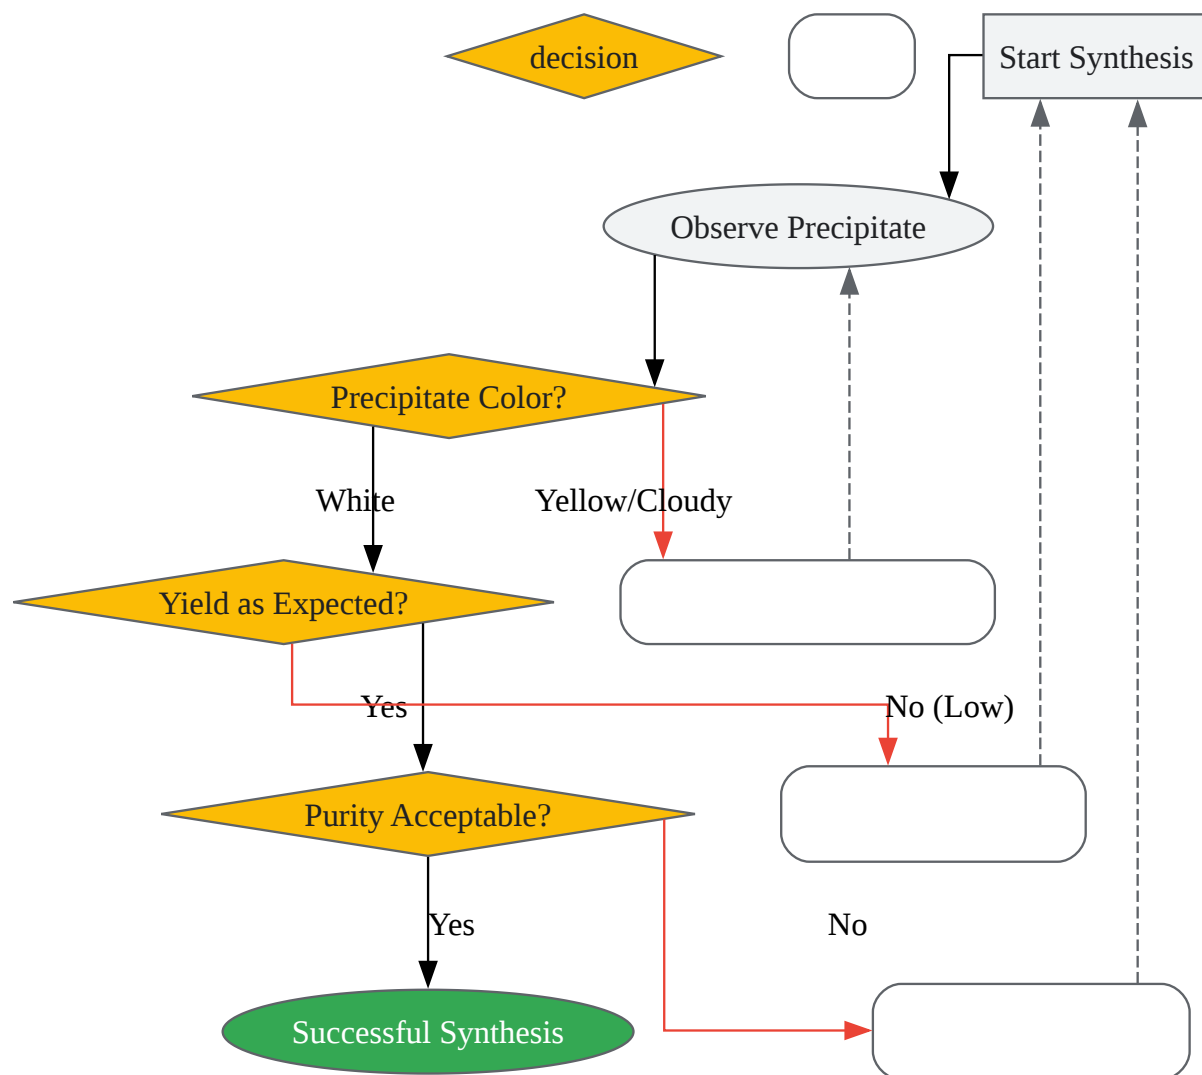 decision
Start Synthesis
Observe Precipitate
Precipitate Color?
White
Yellow/Cloudy
Yield as Expected?
Yes
No (Low)
Purity Acceptable?
Yes
No
Successful Synthesis